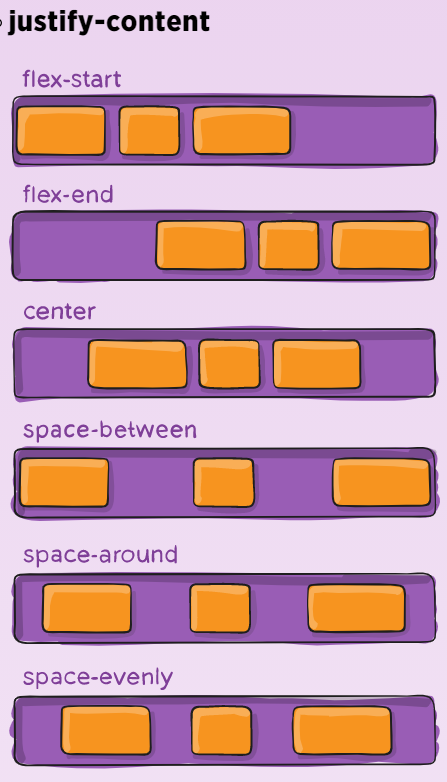 justify-content
flex-start
flex-end
center
space-between
space-around
space-evenly